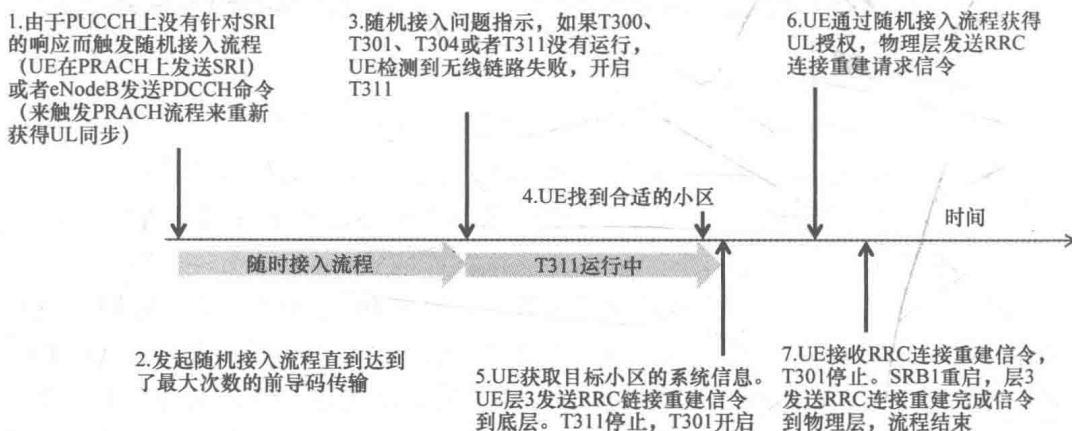 1.由于PUCCH上没有针对SRI
的响应而触发随机接入流程
（UE在PRACH上发送SRI）
或者eNodeB发送PDCCH命令
（来触发PRACH流程来重新
获得UL同步）
3.随机接入问题指示，如果T300、
T301、T304或者T311没有运行，
UE检测到无线链路失败，开启
T311
6.UE通过随机接入流程获得
UL授权，物理层发送RRC
连接重建请求信令
4.UE找到合适的小区
时间
随时接入流程
T311运行中
2.发起随机接入流程直到达到
了最大次数的前导码传输
5.UE获取目标小区的系统信息。
UE层3发送RRC链接重建信令
到底层。T311停止，T301开启
7.UE接收RRC连接重建信令，
T301停止。SRB1重启，层3
发送RRC连接重建完成信令
到物理层，流程结束